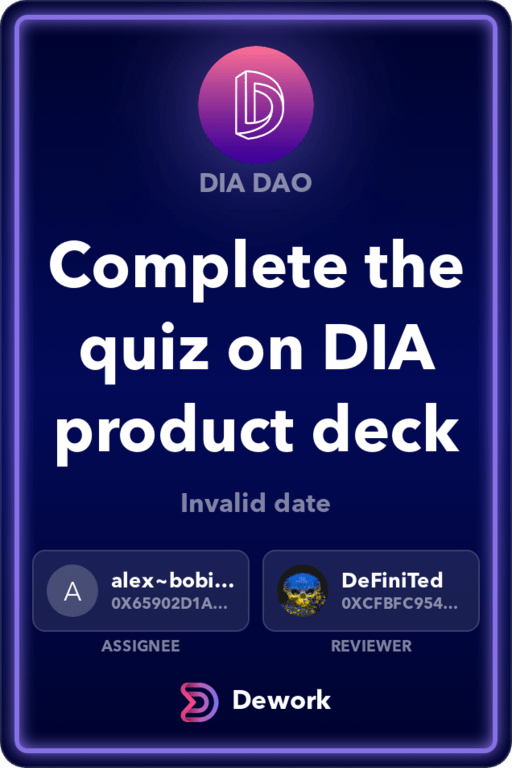 DIA DAO
Complete the
quiz on DIA
product deck
Invalid date
A
alex~bobi...
0X65902D1A...
DeFiniTed
0XCFBFC954...
ASSIGNEE
REVIEWER
Dework